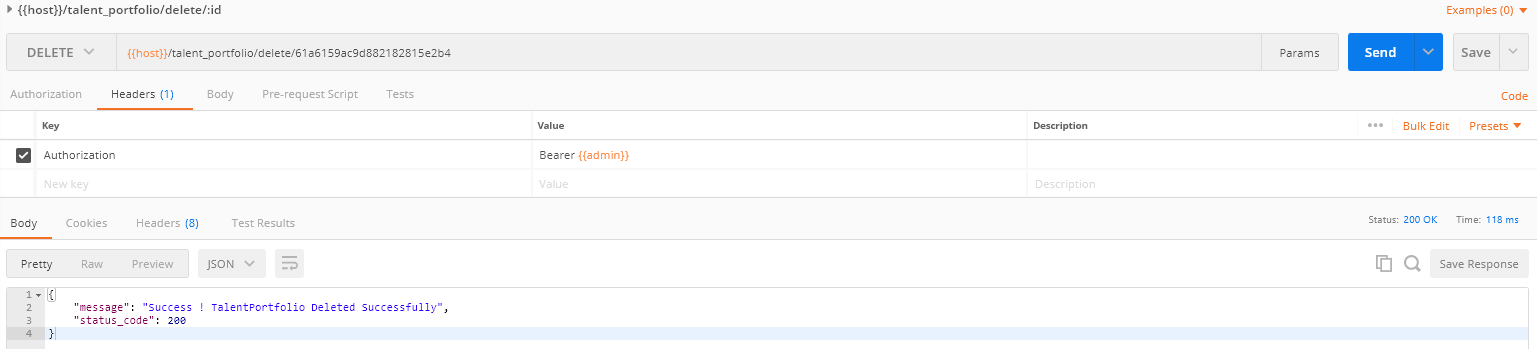 {{host}}/talent_portfolio/delete/:id
Examples (0)
DELETE
{{host}}/talent_portfolio/delete/61a6159ac9d882182815e2b4
Params
Send
Save
Authorization
Headers (1)
Body
Pre-request Script
Tests
Code
Key
Value
Description
Bulk Edit
Presets
Authorization
Bearer {{admin}}
New key
Value
Description
Body
Cookies
Headers (8)
Test Results
Status: 200 OK
Time: 118 ms
Pretty
Raw
Preview
JSON
Save Response
1 {
2 "message": "Success ! TalentPortfolio Deleted Successfully",
3 "status_code": 200
4 }